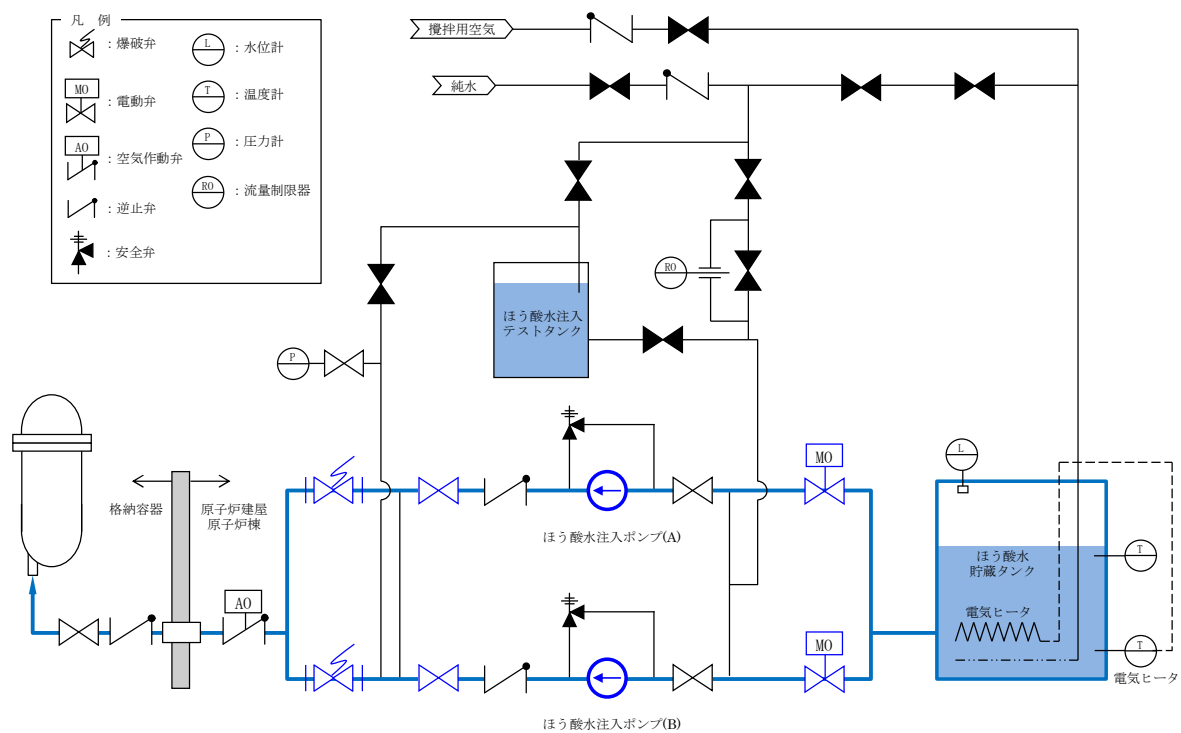 凡 例
：爆破弁
MO
：電動弁
AO
：空気作動弁
：逆止弁
：安全弁
L
：水位計
T
：温度計
P
：圧力計
RO
：流量制限器
攪拌用空気
純水
RO
ほう酸水注入
テストタンク
P
格納容器
原子炉建屋
原子炉棟
AO
MO
ほう酸水注入ポンプ(A)
MO
ほう酸水注入ポンプ(B)
L
ほう酸水
貯蔵タンク
電気ヒータ
T
T
電気ヒータ